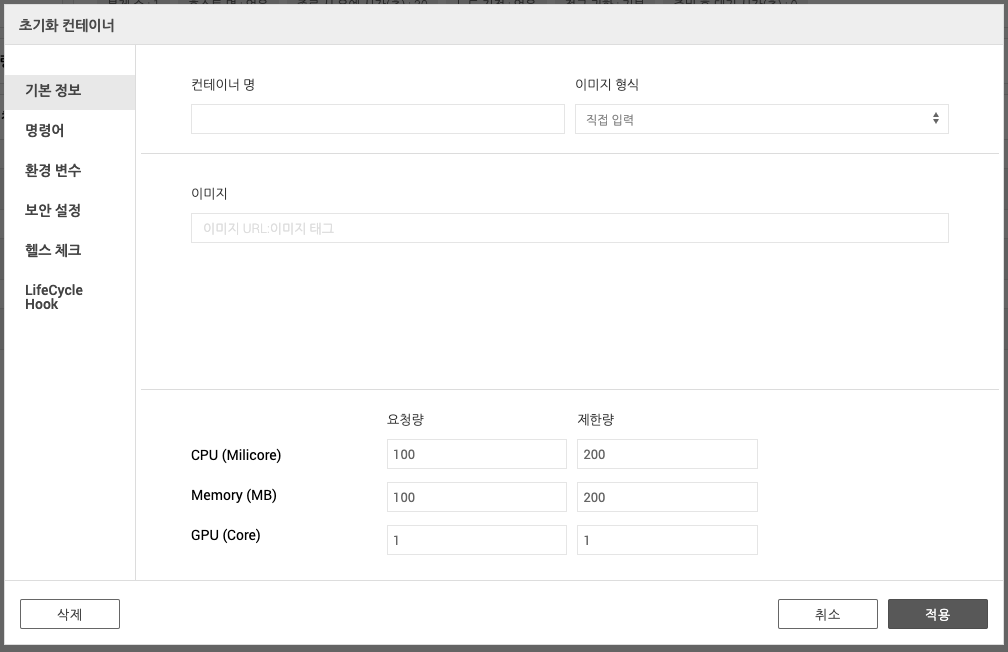 초기화 컨테이너
기본 정보
명령어
환경 변수
보안 설정
헬스 체크
LifeCycle
Hook
컨테이너 명
이미지 형식
직접 입력
이미지
이미지 URL:이미지 태그
요청량 제한량
CPU (Milicore) 100 200
Memory (MB) 100 200
GPU (Core) 1 1
삭제 취소 적용